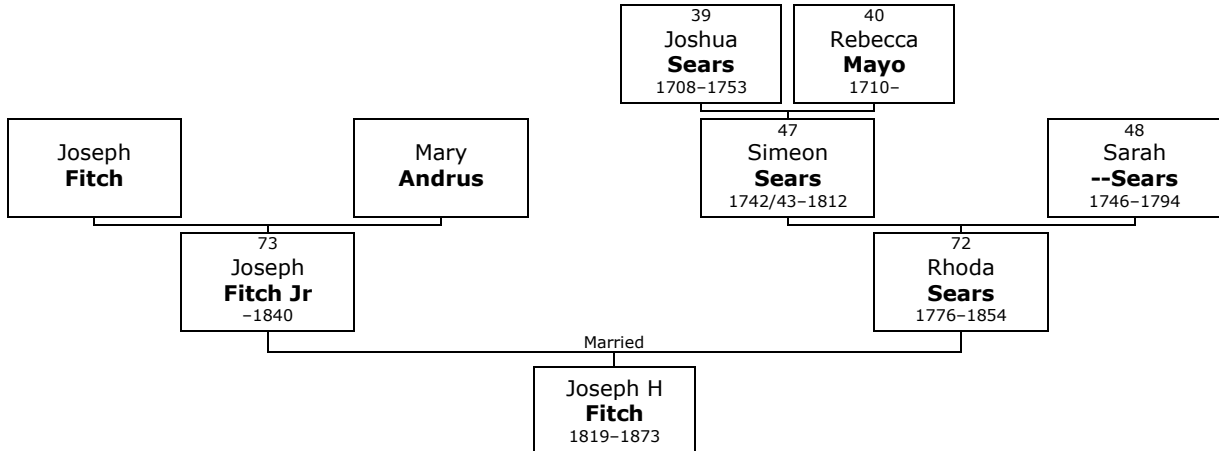 39
Joshua
Sears
1708–1753
40
Rebecca
Mayo
1710–
Joseph
Fitch
Mary
Andrus
47
Simeon
Sears
1742/43–1812
48
Sarah
--Sears
1746–1794
73
Joseph
Fitch Jr
–1840
72
Rhoda
Sears
1776–1854
Married
Joseph H
Fitch
1819–1873